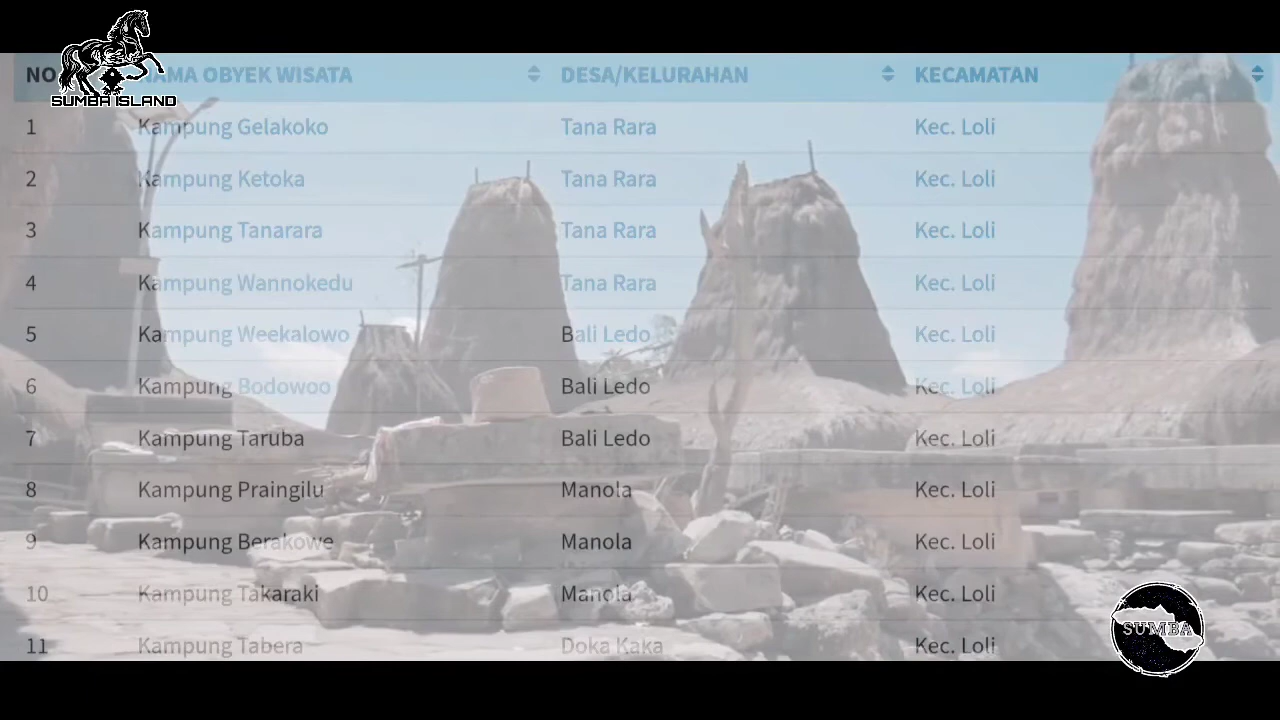 SUMBA ISLAND
NO NAMA OBYEK WISATA DESA/KELURAHAN KECAMATAN
1 Kampung Gelakoko Tana Rara Kec. Loli
2 Kampung Ketoka Tana Rara Kec. Loli
3 Kampung Tanarara Tana Rara Kec. Loli
4 Kampung Wannokedu Tana Rara Kec. Loli
5 Kampung Weekalowo Bali Ledo Kec. Loli
6 Kampung Bodowoo Bali Ledo Kec. Loli
7 Kampung Taruba Bali Ledo Kec. Loli
8 Kampung Praingilu Manola Kec. Loli
9 Kampung Berakowe Manola Kec. Loli
10 Kampung Takaraki Manola Kec. Loli
11 Kampung Tabera Doka Kaka Kec. Loli
SUMBA